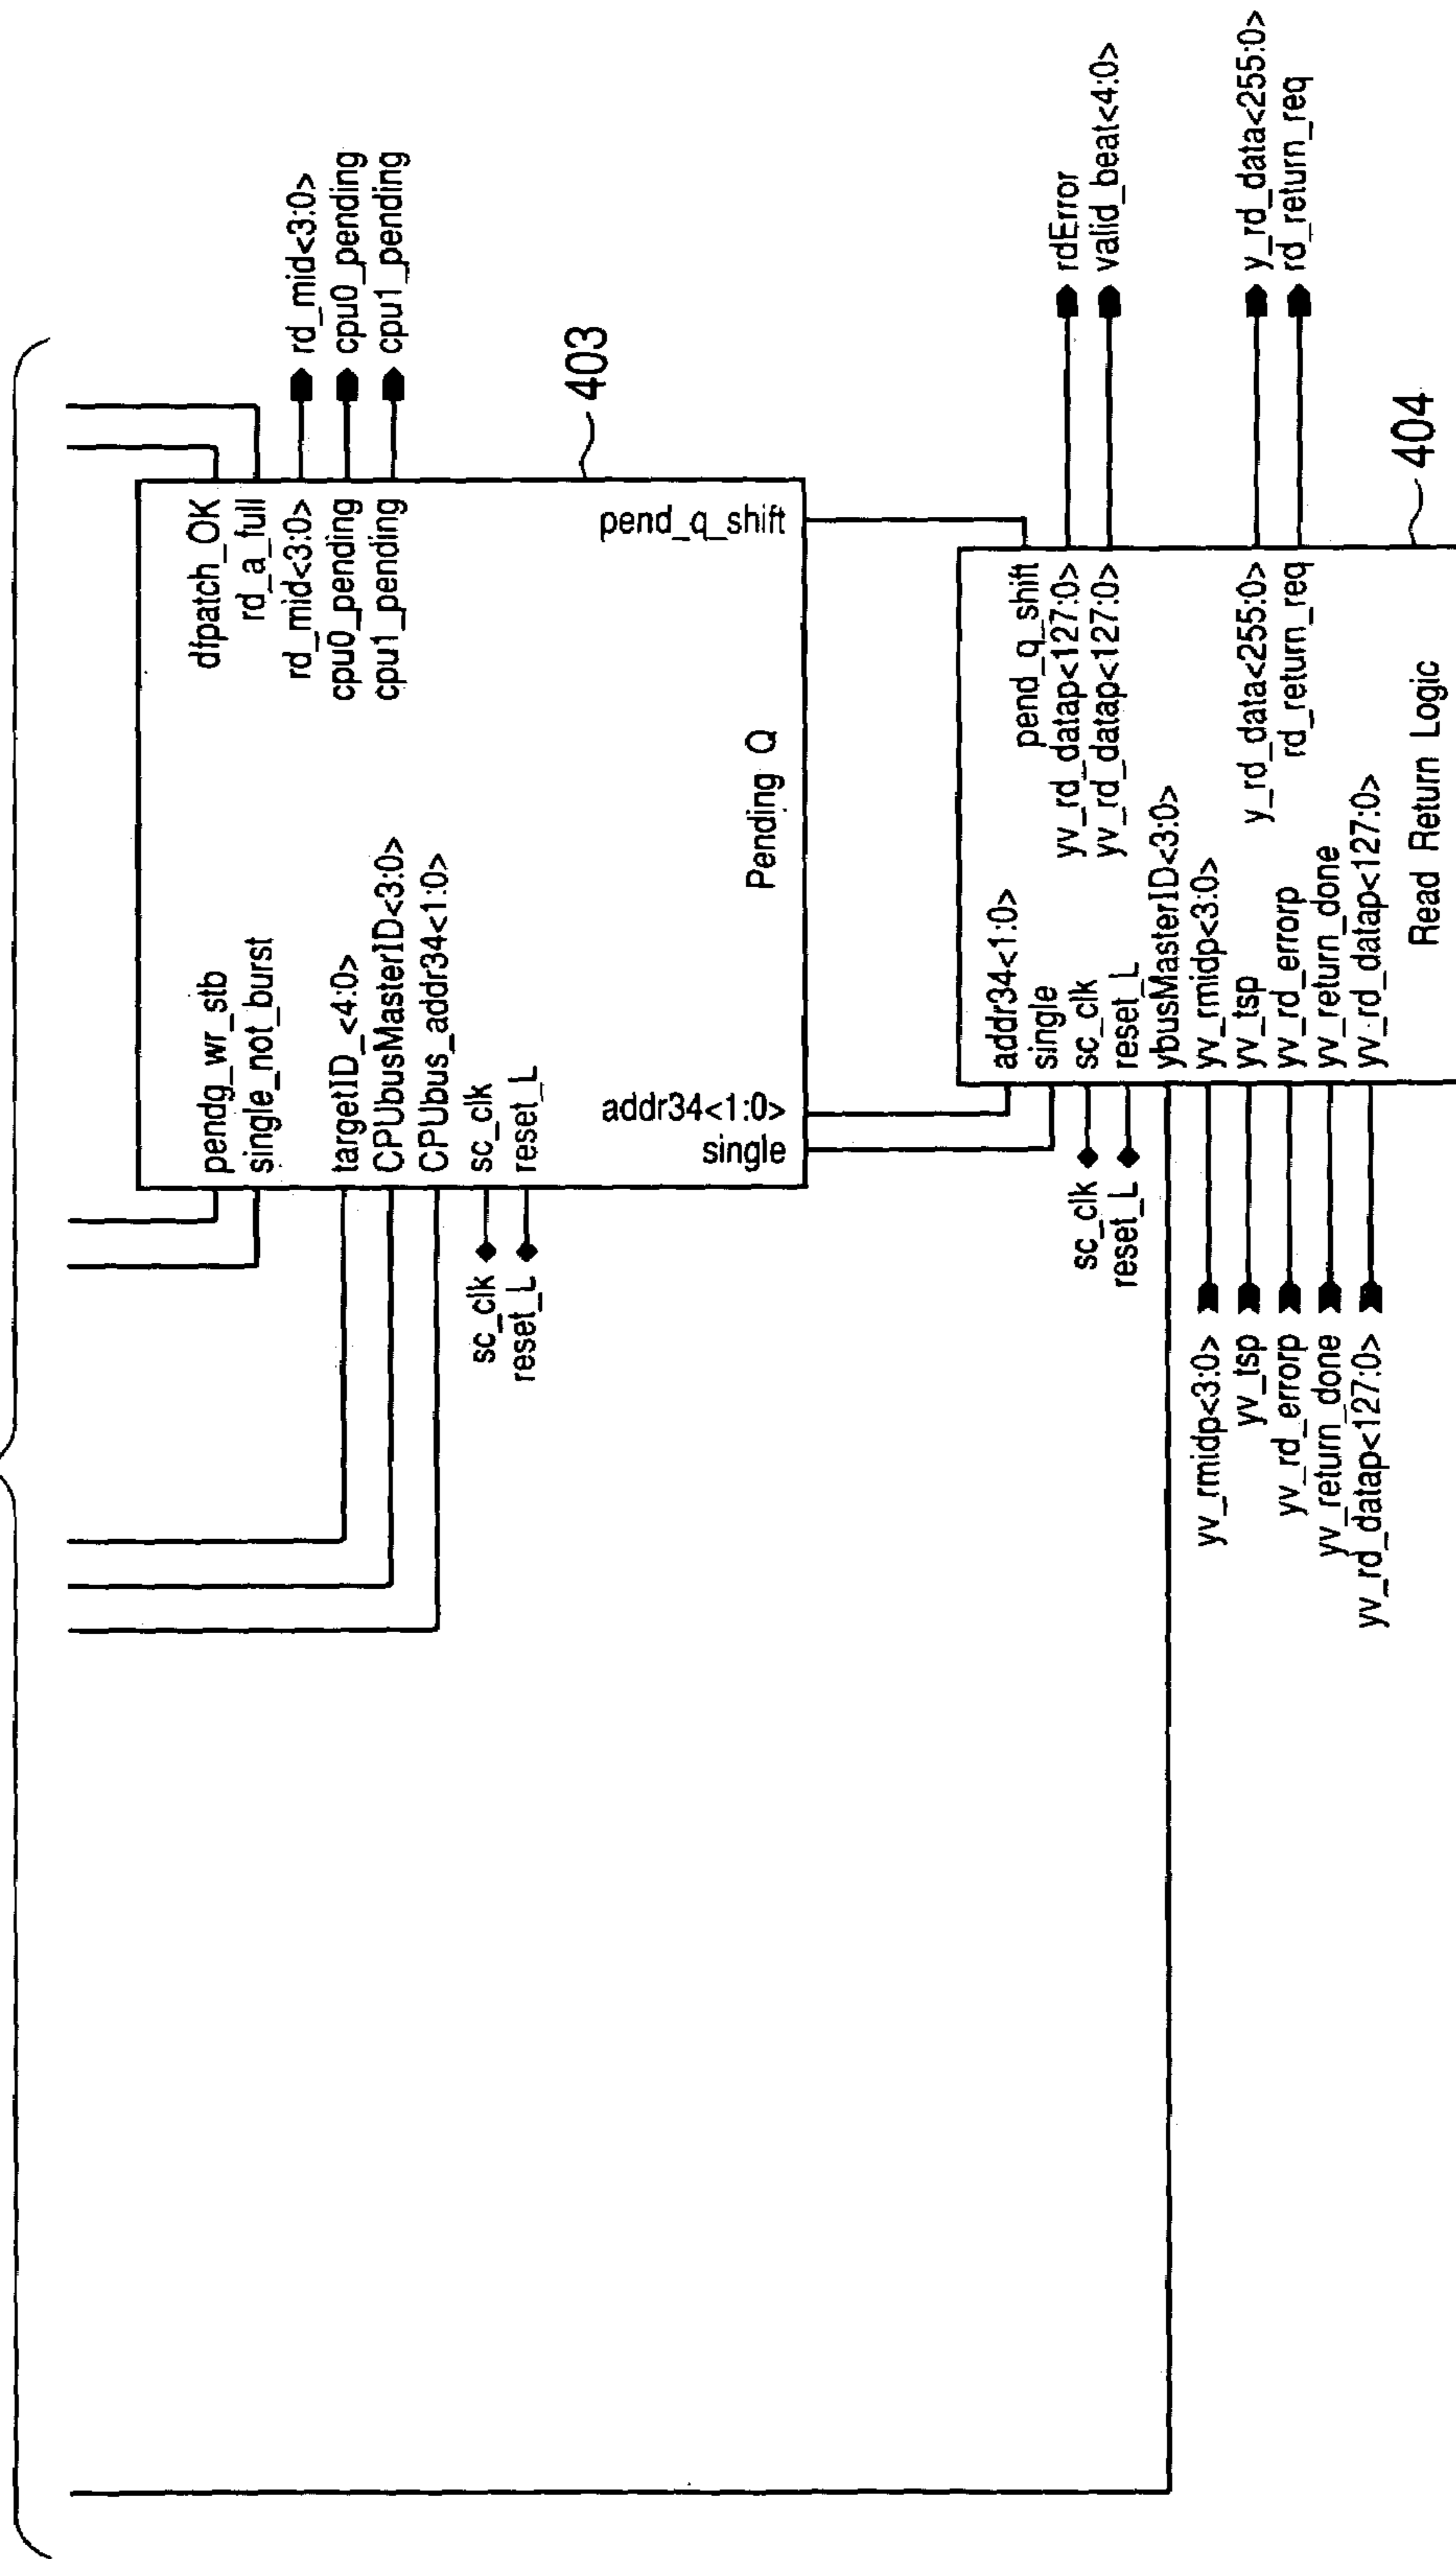 pendg_wr_stb
single_not_burst
targetID_<4:0>
CPUbusMasterID<3:0>
CPUbus_addr34<1:0>
sc_clk sc_clk
reset_L reset_L
dfpatch_OK
rd_a_full
rd_mid<3:0> rd_mid<3:0>
cpu0_pending cpu0_pending
cpu1_pending cpu1_pending
403
Pending Q
addr34<1:0>
single
pend_q_shift
addr34<1:0>
single
sc_clk sc_clk
reset_L reset_L
ybusMasterID<3:0>
yv_rmidp<3:0> yv_rmidp<3:0>
yv_tsp yv_tsp
yv_rd_errorp yv_rd_errorp
yv_return_done yv_return_done
yv_rd_datap<127:0> yv_rd_datap<127:0>
pend_q_shift
yv_rd_datap<127:0> rdError
yv_rd_datap<127:0> valid_beat<4:0>
y_rd_data<255:0> y_rd_data<255:0>
rd_return_req rd_return_req
Read Return Logic
404